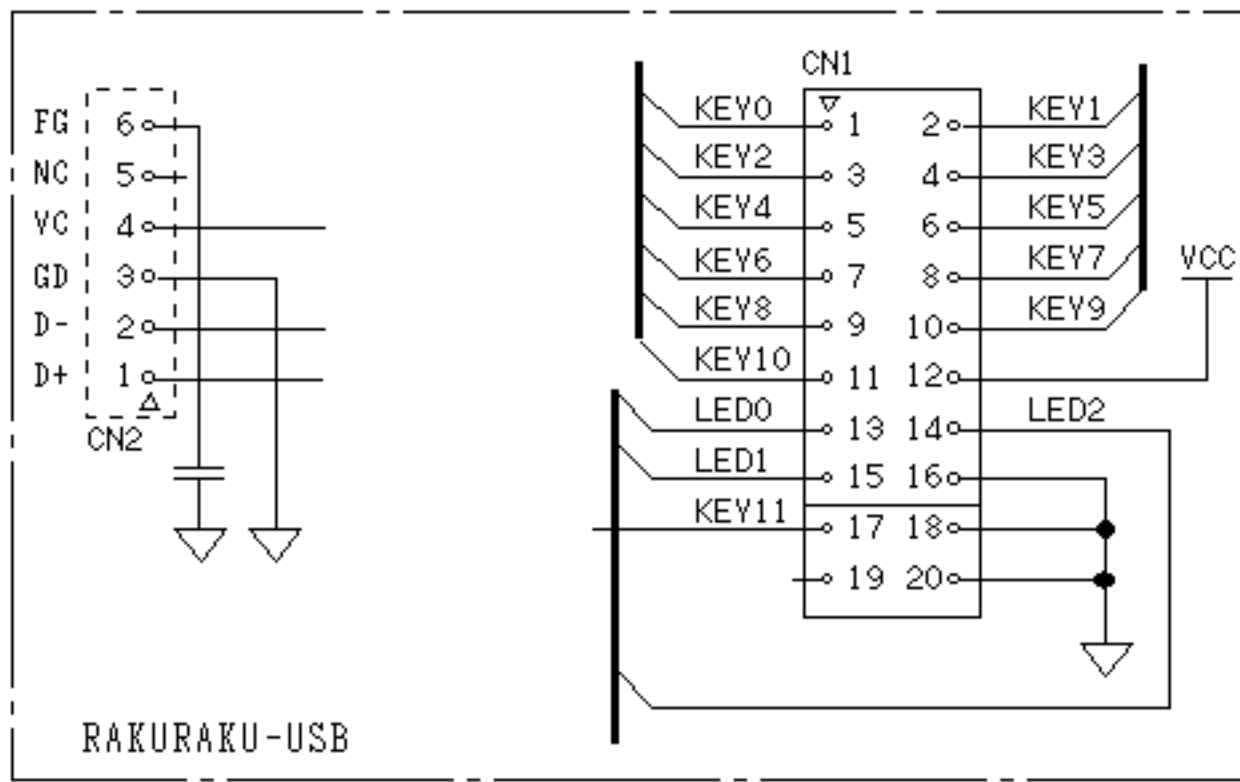 CN1
FG 6
NC 5
VC 4
GD 3
D- 2
D+ 1
CN2
KEY0 1 2 KEY1
KEY2 3 4 KEY3
KEY4 5 6 KEY5
KEY6 7 8 KEY7
VCC
KEY8 9 10 KEY9
KEY10 11 12
LED0 13 14 LED2
LED1 15 16
KEY11 17 18
19 20
RAKURAKU-USB